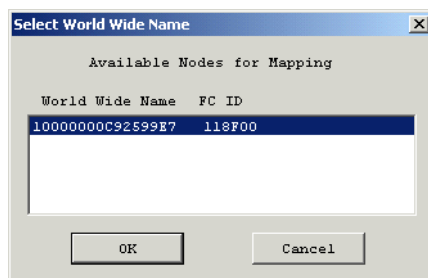 Select World Wide Name
Available Nodes for Mapping
World Wide Name FC ID
10000000C92599E7 118F00
OK Cancel